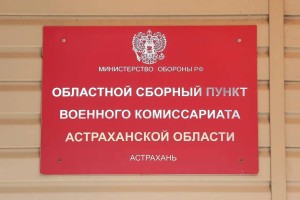 МИНИСТЕРСТВО ОБОРОНЫ РФ
ОБЛАСТНОЙ СБОРНЫЙ ПУНКТ
ВОЕННОГО КОМИССАРИАТА
АСТРАХАНСКОЙ ОБЛАСТИ
АСТРАХАНЬ